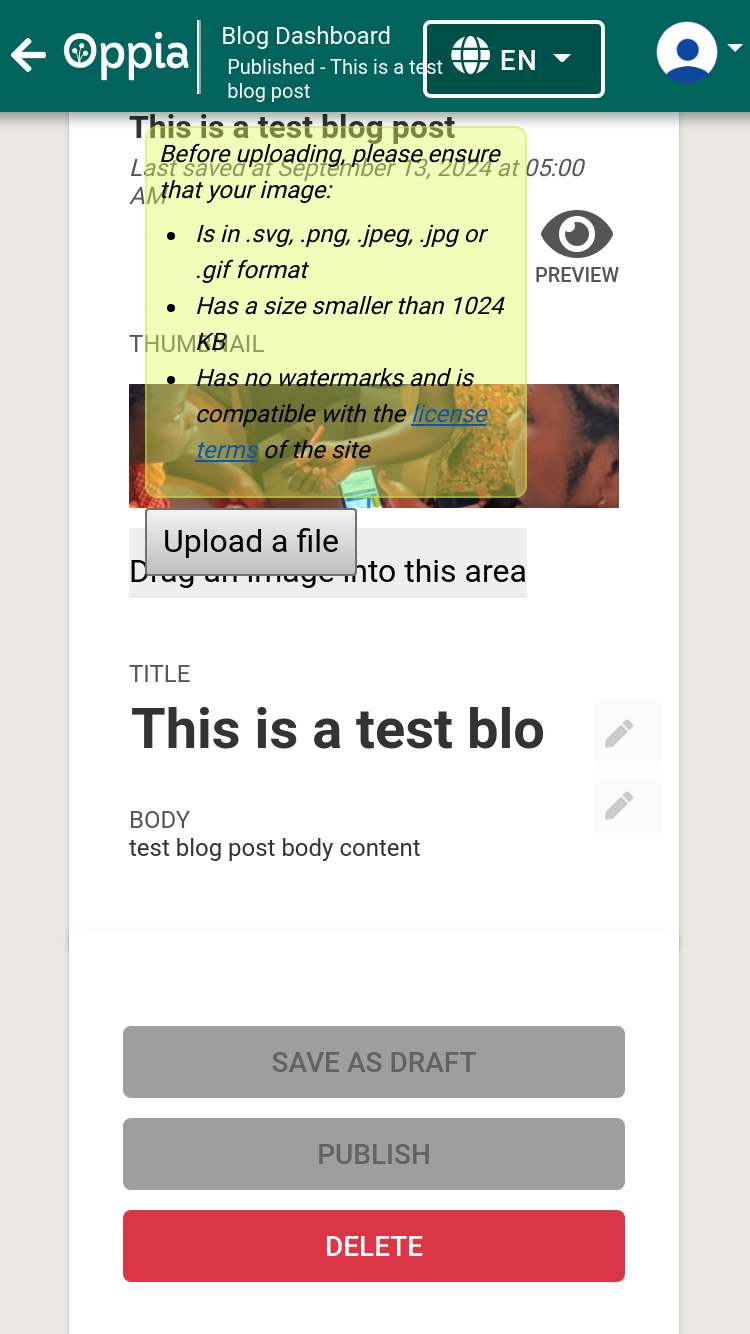 Oppia
Blog Dashboard
Published - This is a test
blog post
EN
This is a test blog post
Last saved at September 13, 2024 at 05:00
AM
Before uploading, please ensure
that your image:
Is in .svg, .png, .jpeg, .jpg or
.gif format
Has a size smaller than 1024
KB
Has no watermarks and is
compatible with the license
terms of the site
PREVIEW
THUMBNAIL
Upload a file
Drag an image into this area
TITLE
This is a test blo
BODY
test blog post body content
SAVE AS DRAFT
PUBLISH
DELETE